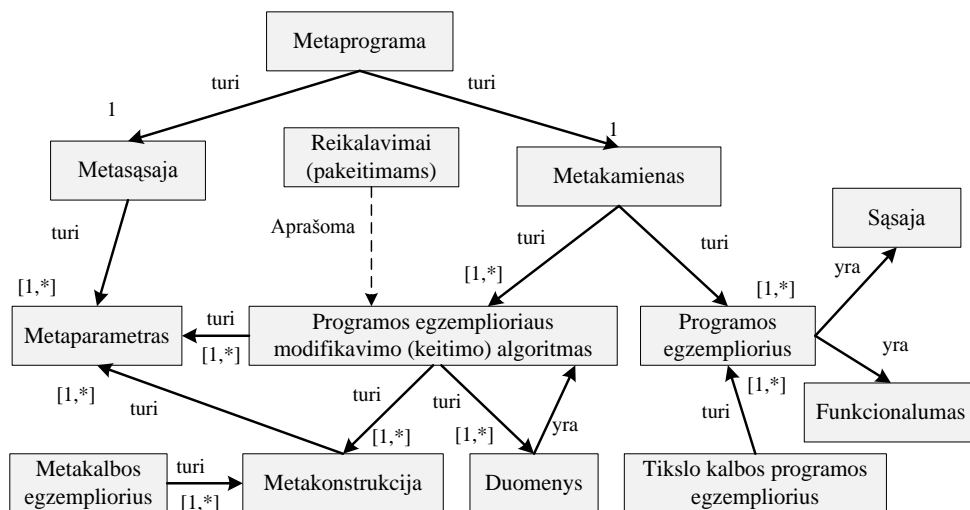 Metaprograma
turi
turi
1
1
Metasąsaja
Reikalavimai
(pakeitimams)
Metakamienas
Sąsaja
turi
Aprašoma
turi
turi
yra
[1,*]
[1,*]
[1,*]
Metaparametras
turi
[1,*]
Programos egzemplioriaus
modifikavimo (keitimo) algoritmas
Programos
egzempliorius
yra
[1,*]
turi
turi
turi
yra
[1,*]
turi
Funkcionalumas
[1,*]
[1,*]
Metakalbos
egzempliorius
turi
[1,*]
Metakonstrukcija
Duomenys
Tikslo kalbos programos
egzempliorius